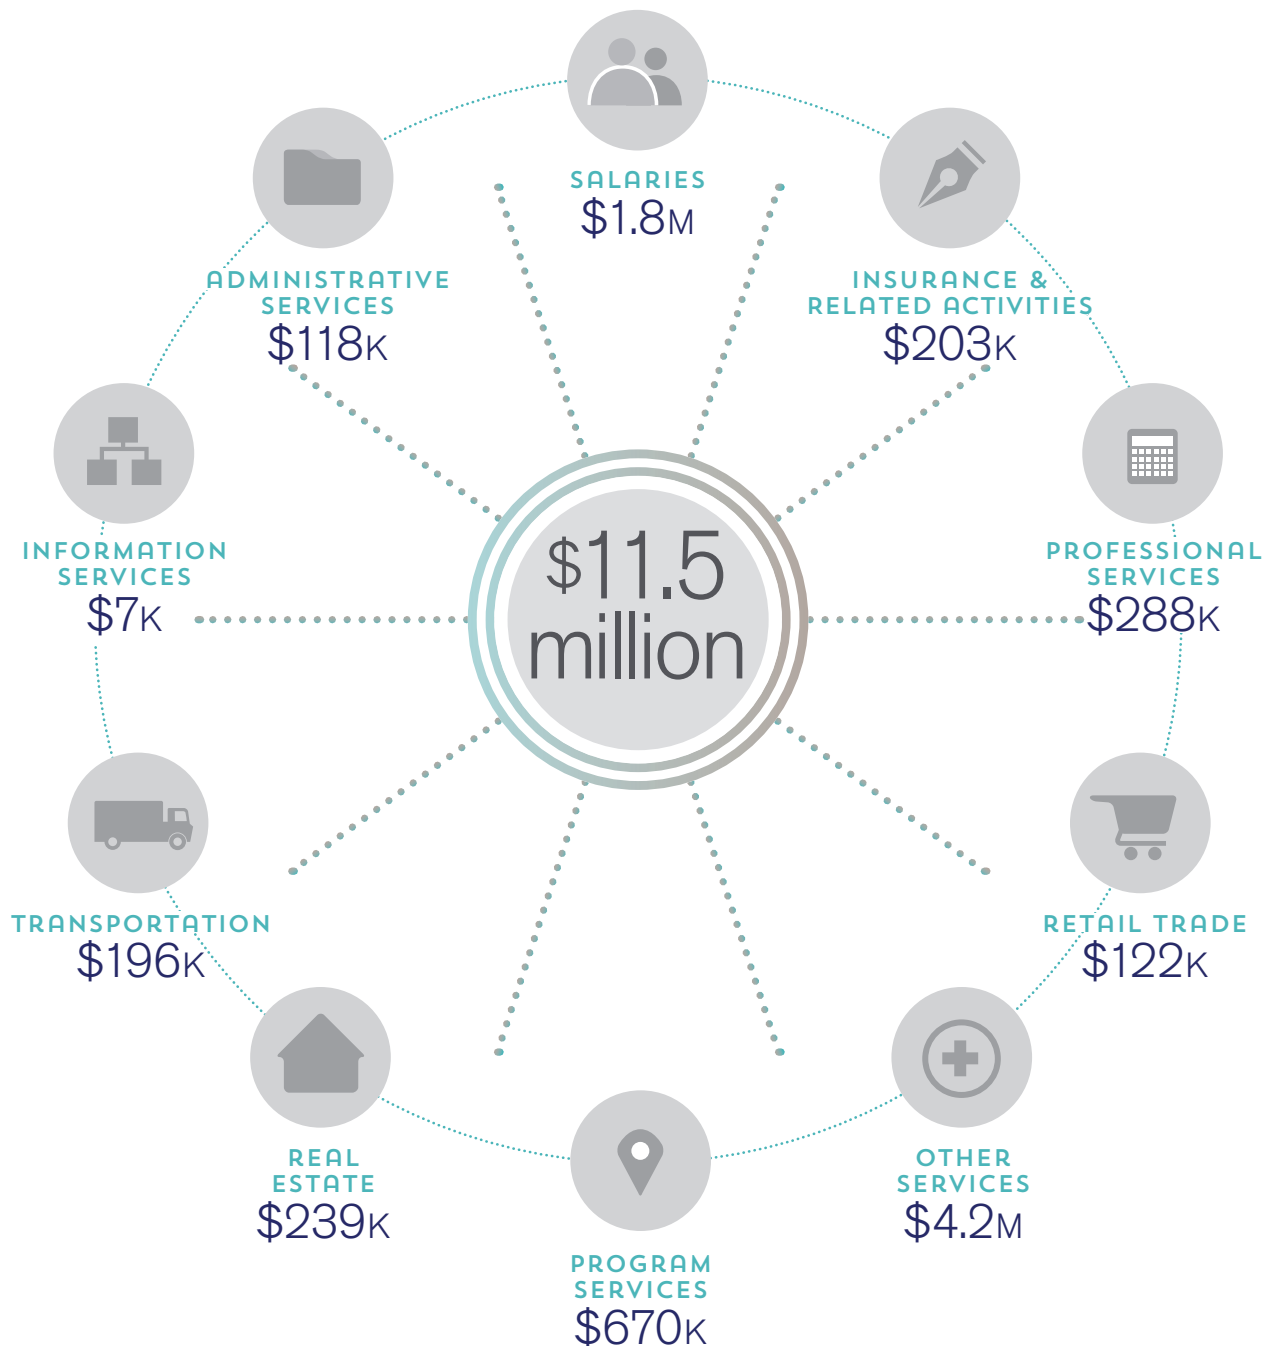 SALARIES
$1.8M
INSURANCE &
RELATED ACTIVITIES
$203K
PROFESSIONAL
SERVICES
$288K
RETAIL TRADE
$122K
OTHER
SERVICES
$4.2M
PROGRAM
SERVICES
$670K
REAL
ESTATE
$239K
TRANSPORTATION
$196K
INFORMATION
SERVICES
$7K
ADMINISTRATIVE
SERVICES
$118K
$11.5
million